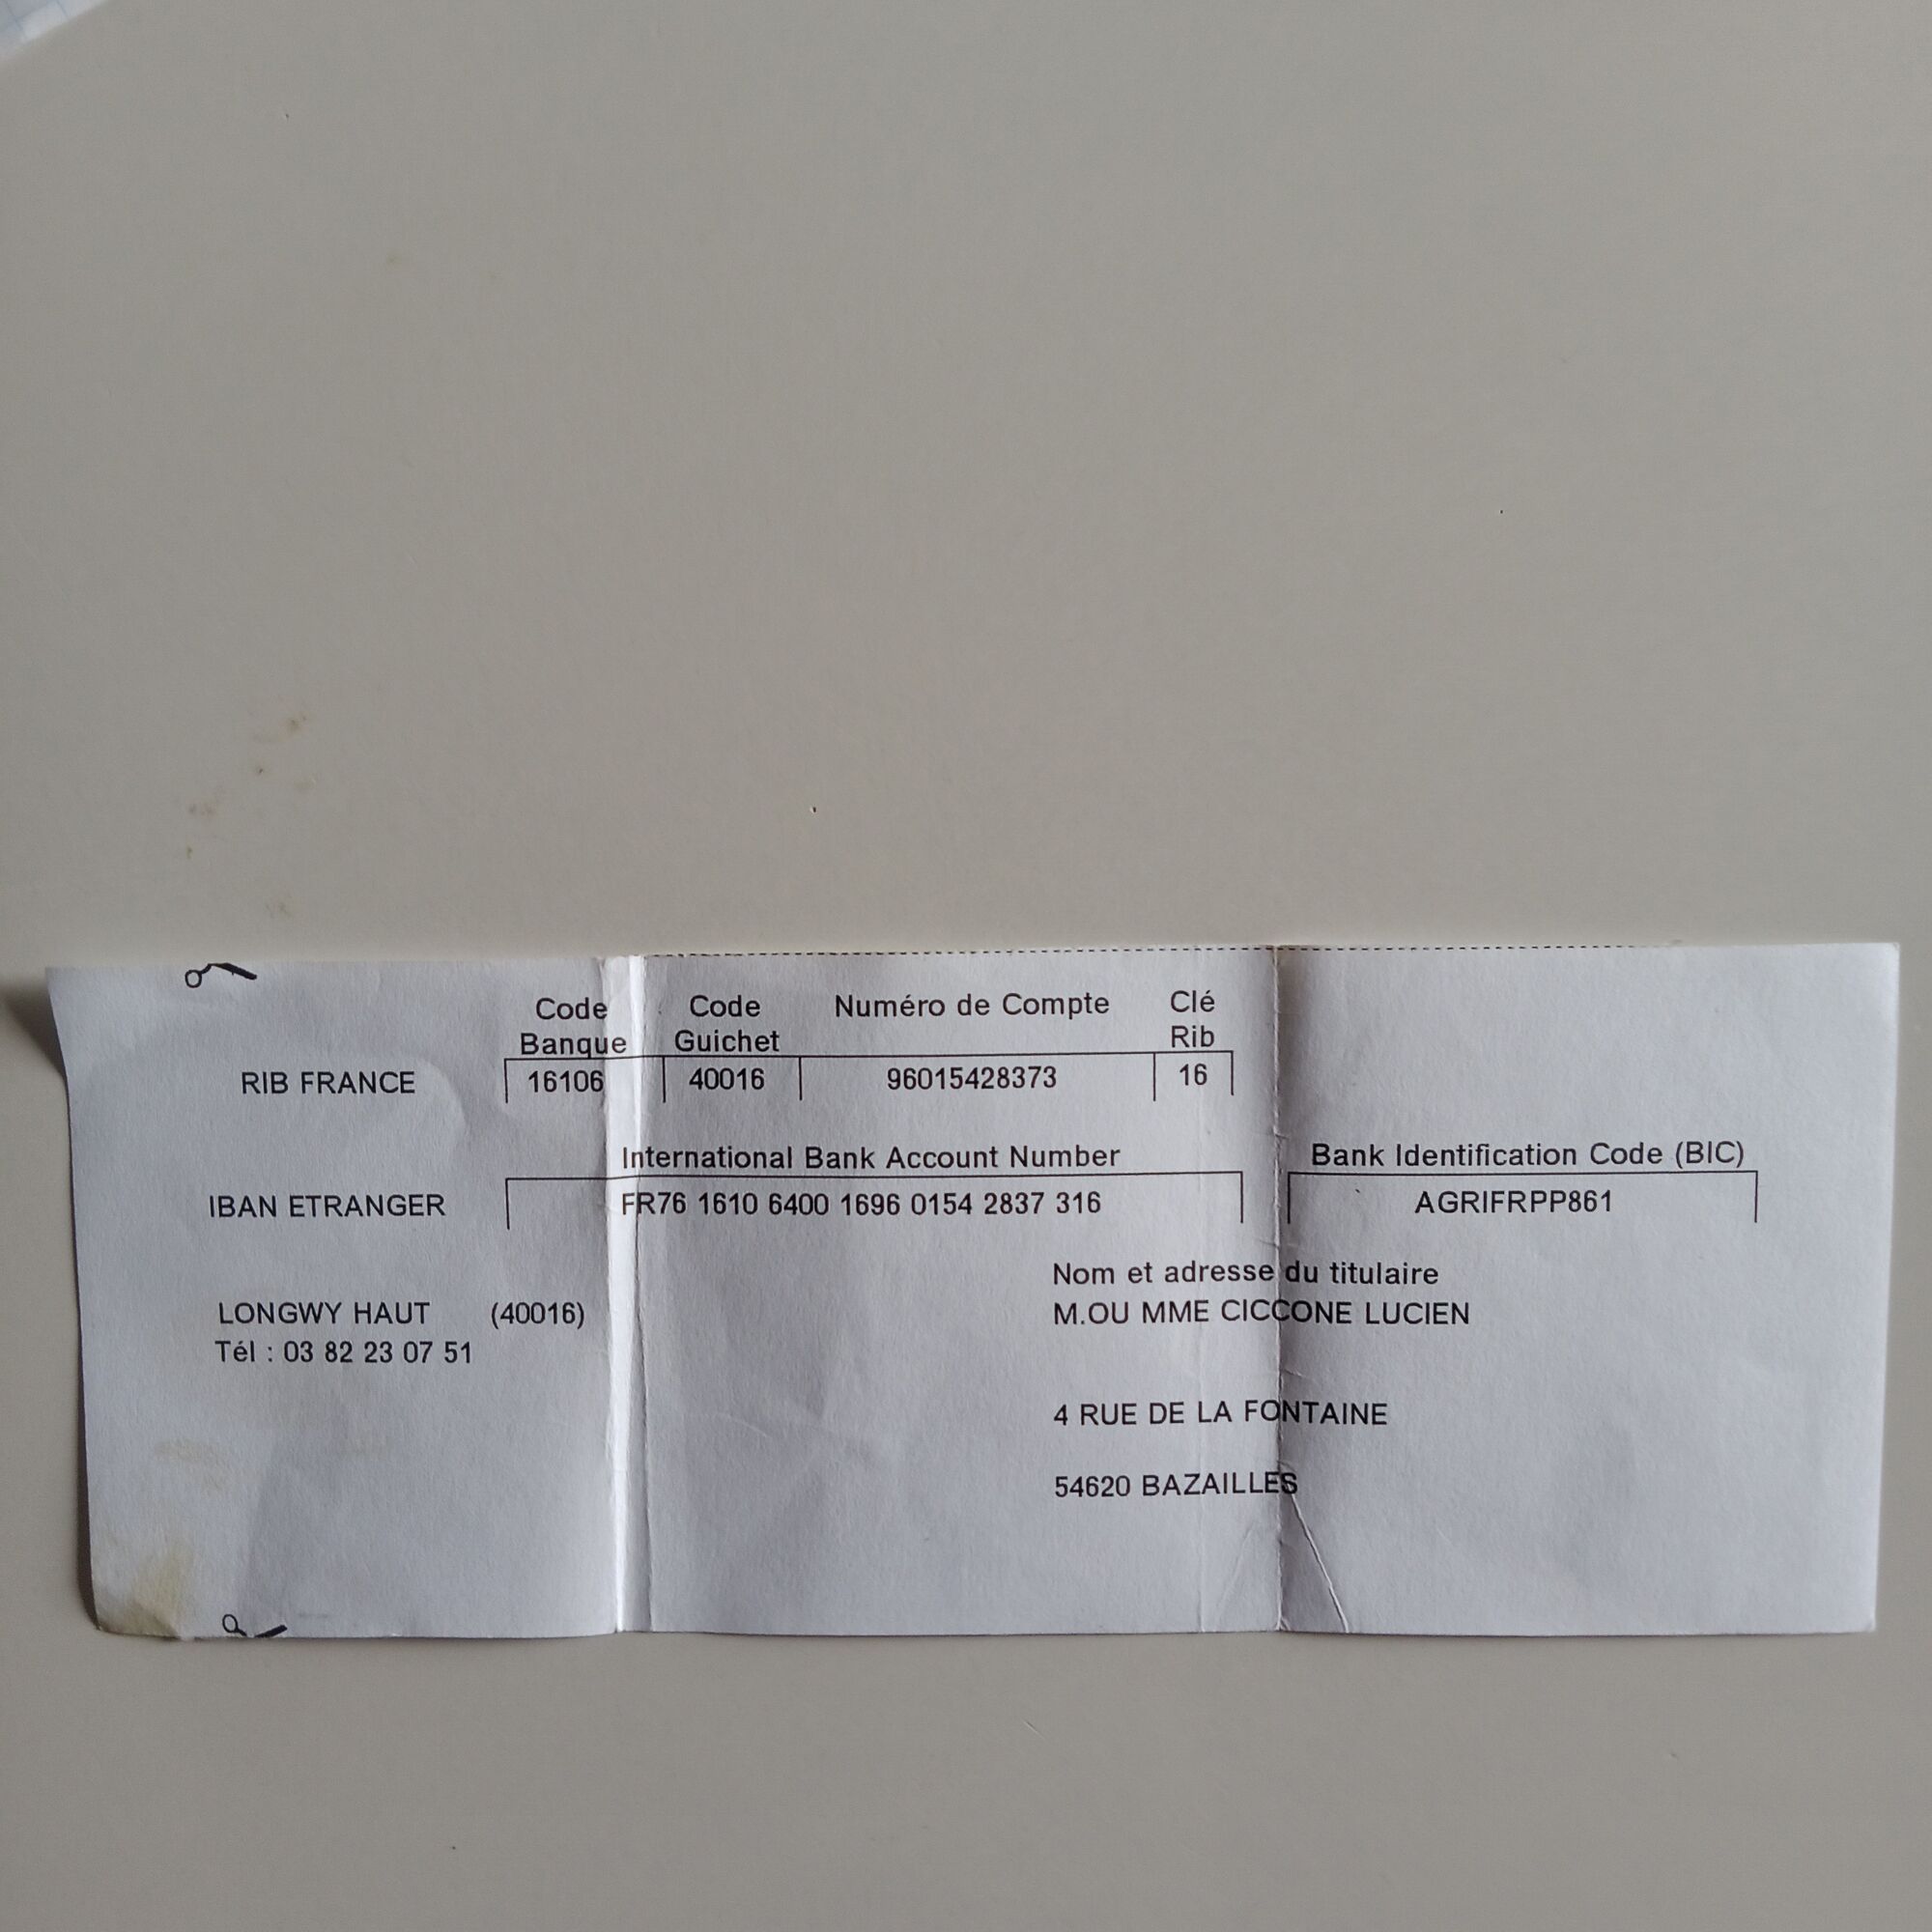 Code Banque Code Guichet Numéro de Compte Clé Rib
RIB FRANCE 16106 40016 96015428373 16
International Bank Account Number Bank Identification Code (BIC)
IBAN ETRANGER FR76 1610 6400 1696 0154 2837 316 AGRIFRPP861
Nom et adresse du titulaire
LONGWY HAUT (40016) M.OU MME CICCONE LUCIEN
Tél : 03 82 23 07 51
4 RUE DE LA FONTAINE
54620 BAZAILLES